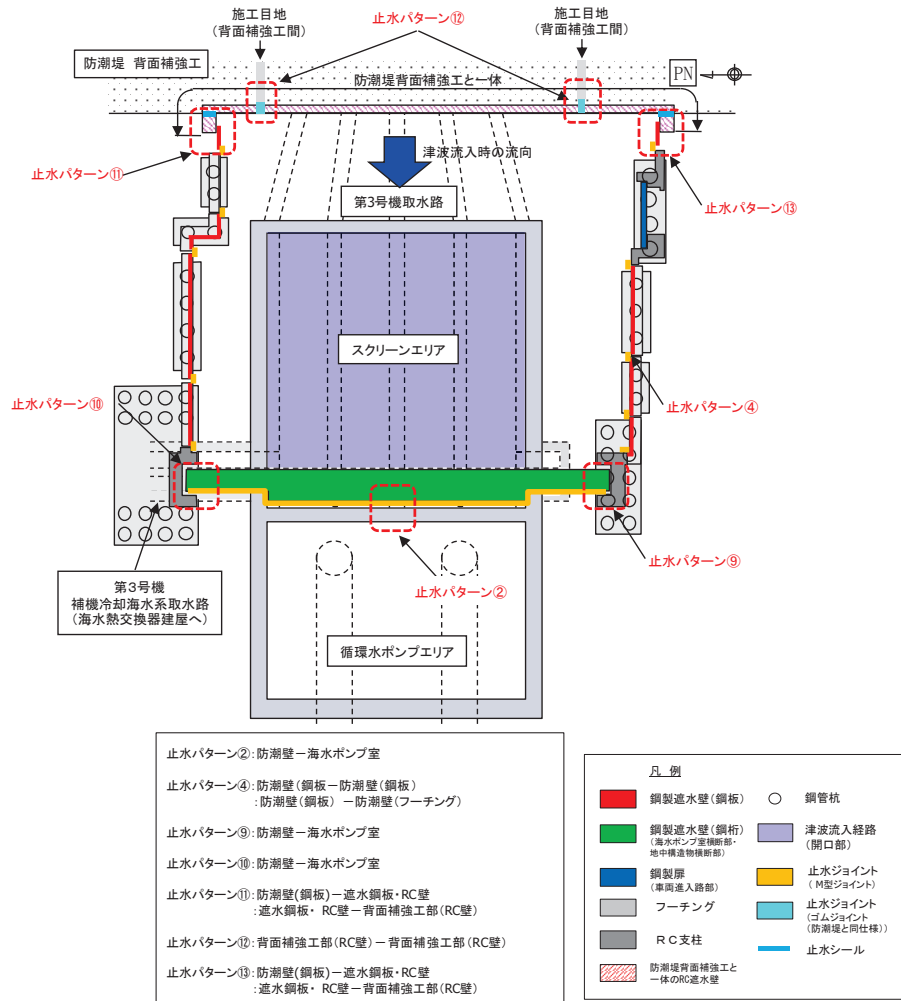 施工目地
(背面補強工間)
止水パターン⑫
施工目地
(背面補強工間)
防潮堤 背面補強工
防潮堤背面補強工と一体
PN
津波流入時の流向
止水パターン⑪
第3号機取水路
止水パターン⑬
スクリーンエリア
止水パターン⑩
止水パターン④
止水パターン⑨
止水パターン②
第3号機
補機冷却海水系取水路
(海水熱交換器建屋へ)
循環水ポンプエリア
止水パターン②:防潮壁-海水ポンプ室
止水パターン④:防潮壁(鋼板-防潮壁(鋼板)
:防潮壁(鋼板) -防潮壁(フーチング)
止水パターン⑨:防潮壁-海水ポンプ室
止水パターン⑩:防潮壁-海水ポンプ室
止水パターン⑪:防潮壁(鋼板)-遮水鋼板・RC壁
:遮水鋼板・ RC壁-背面補強工部(RC壁)
止水パターン⑫:背面補強工部(RC壁)-背面補強工部(RC壁)
止水パターン⑬:防潮壁(鋼板)-遮水鋼板・RC壁
:遮水鋼板・ RC壁-背面補強工部(RC壁)
凡 例
鋼製遮水壁(鋼板)
鋼製遮水壁(鋼桁)
(海水ポンプ室横断部・
地中構造物横断部)
鋼製扉
(車両進入路部)
フーチング
RC支柱
防潮堤背面補強工と
一体のRC遮水壁
鋼管杭
津波流入経路
(開口部)
止水ジョイント
(M型ジョイント)
止水ジョイント
(ゴムジョイント
(防潮堤と同仕様))
止水シール